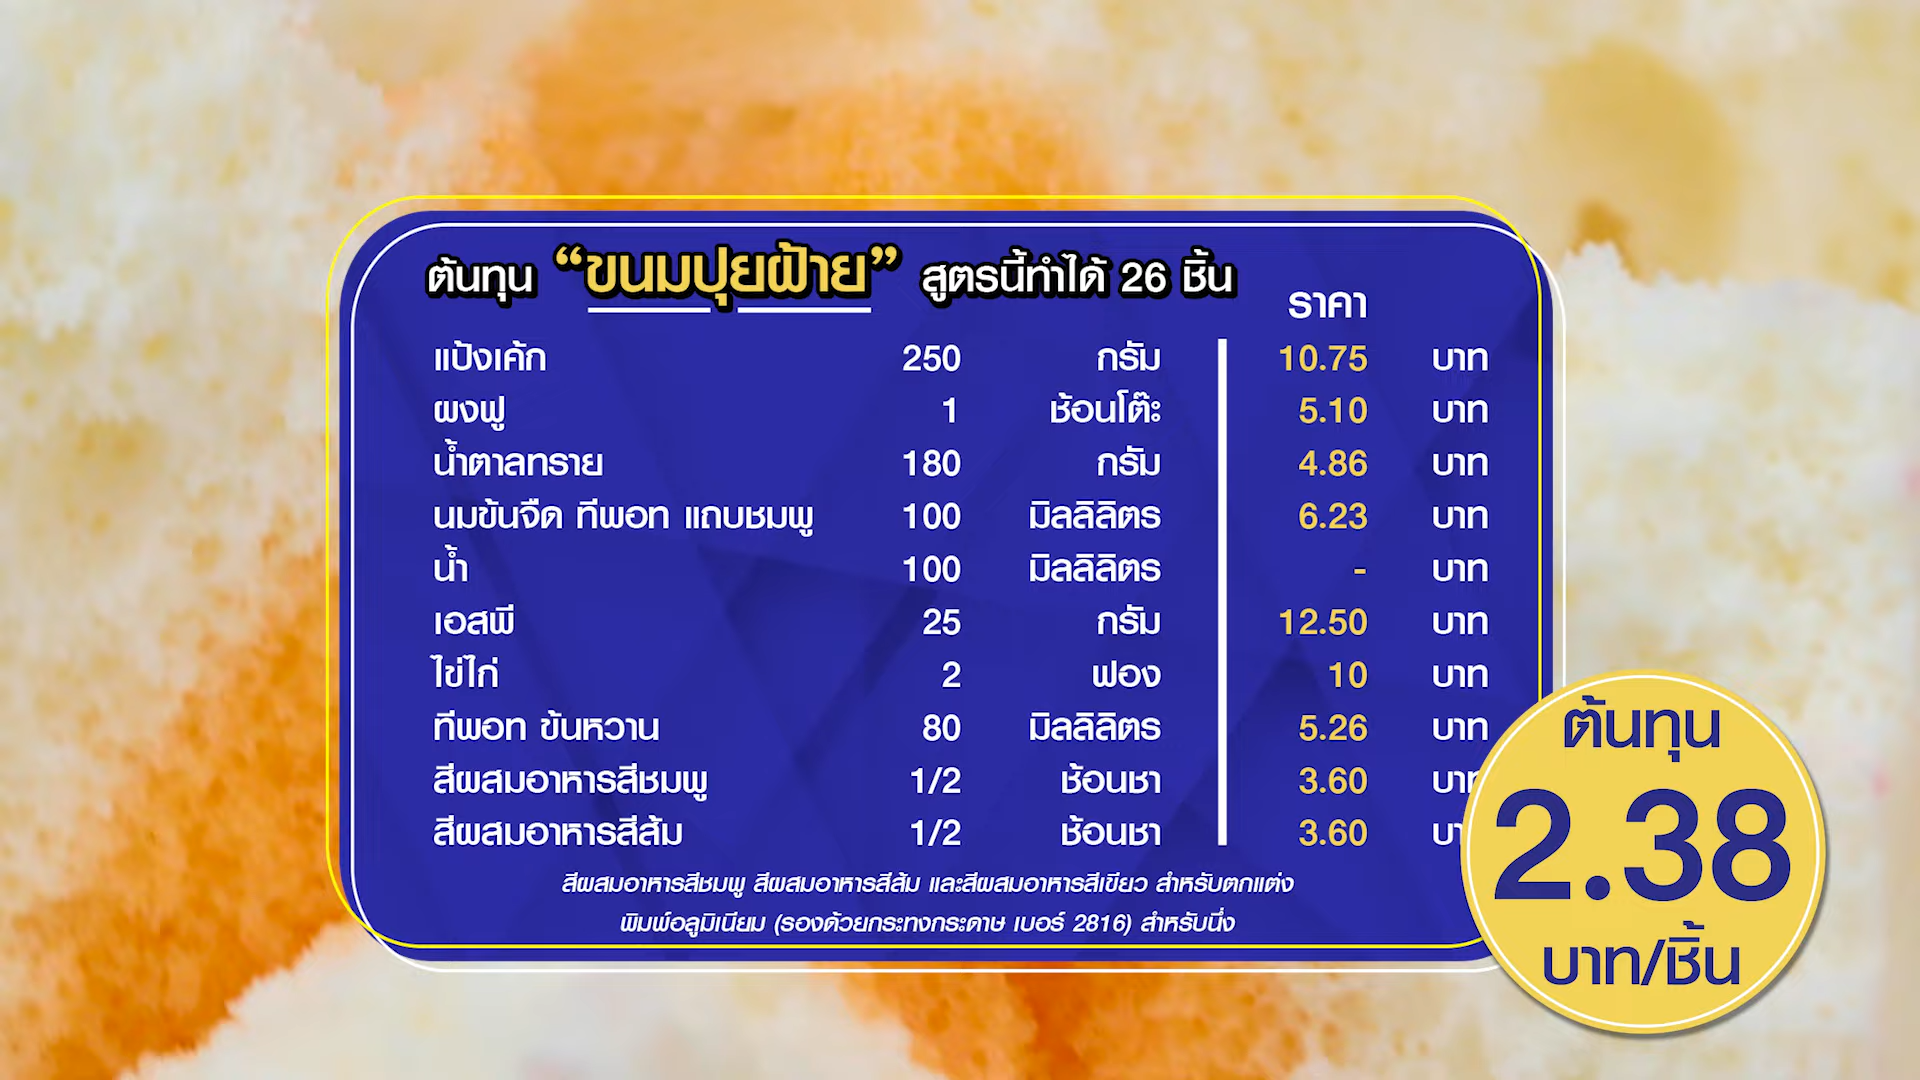 ต้นทุน “ขนมปุยฝ้าย” สูตรนี้ทำได้ 26 ชิ้น
ราคา
แป้งเค้ก 250 กรัม 10.75 บาท
ผงฟู 1 ช้อนโต๊ะ 5.10 บาท
น้ำตาลทราย 180 กรัม 4.86 บาท
นมข้นจืด ทีพอท แถบชมพู 100 มิลลิลิตร 6.23 บาท
น้ำ 100 มิลลิลิตร - บาท
เอสพี 25 กรัม 12.50 บาท
ไข่ไก่ 2 ฟอง 10 บาท
ทีพอท ข้นหวาน 80 มิลลิลิตร 5.26 บาท
สีผสมอาหารสีชมพู 1/2 ช้อนชา 3.60 บาท
สีผสมอาหารสีส้ม 1/2 ช้อนชา 3.60 บา
สีผสมอาหารสีชมพู สีผสมอาหารสีส้ม และสีผสมอาหารสีเขียว สำหรับตกแต่ง
พิมพ์อลูมิเนียม (รองด้วยกระทงกระดาษ เบอร์ 2816) สำหรับนึ่ง
ต้นทุน
2.38
บาท/ชิ้น